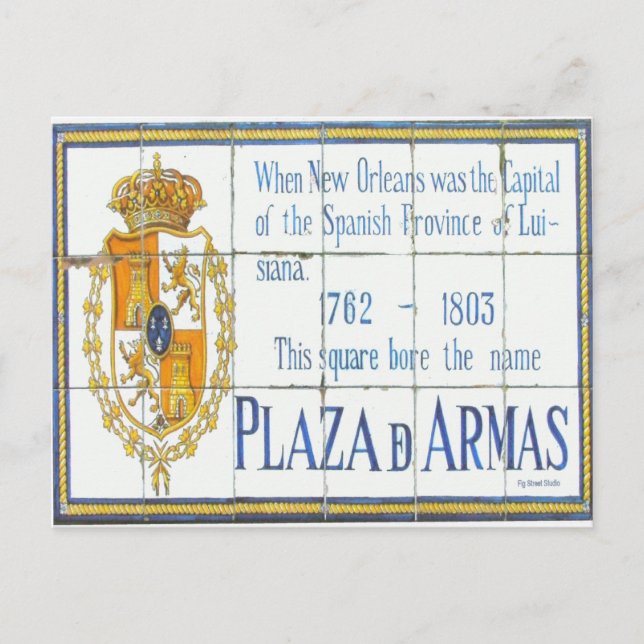 When New Orleans was the Capital
of the Spanish Province of Lui-
siana.
1762 - 1803
This square bore the name
PLAZA D ARMAS
Fig Street Studio